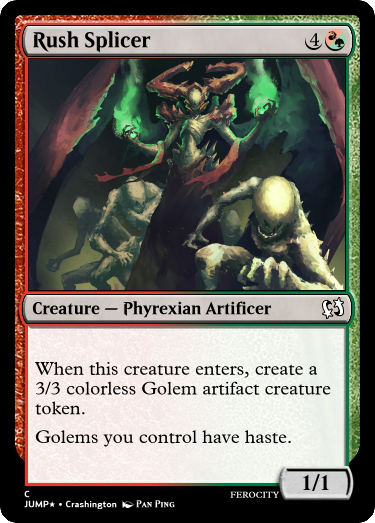 Rush Splicer 4
Creature — Phyrexian Artificer
When this creature enters, create a
3/3 colorless Golem artifact creature
token.
Golems you control have haste.
1/1
C
JUMP★ • Crashington Pan Ping
FEROCITY